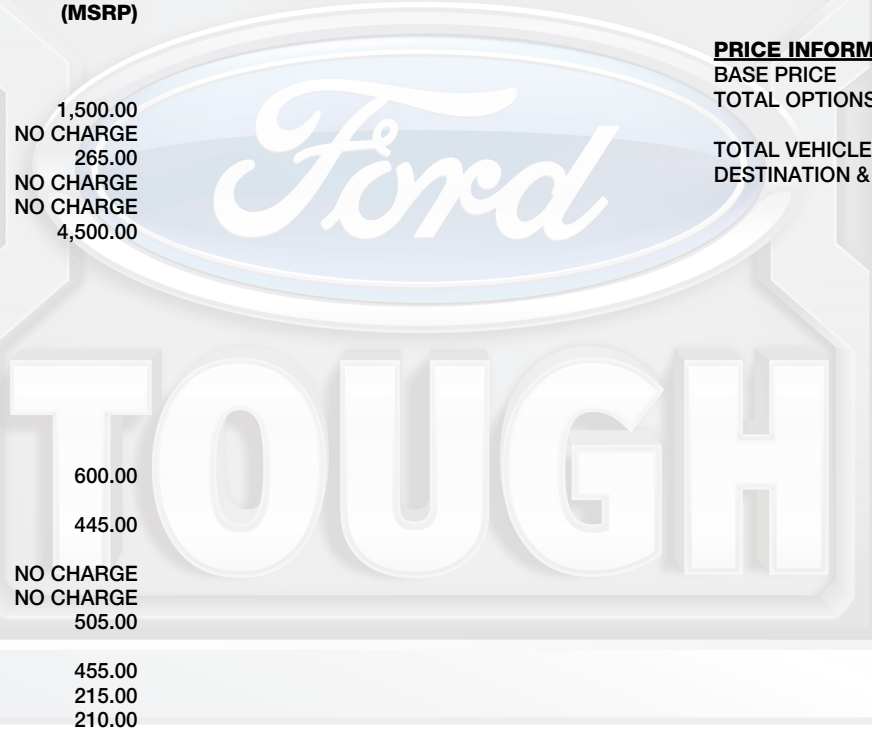 (MSRP)
1,500.00
NO CHARGE
265.00
NO CHARGE
NO CHARGE
4,500.00
600.00
445.00
NO CHARGE
NO CHARGE
505.00
455.00
215.00
210.00
PRICE INFORM
BASE PRICE
TOTAL OPTIONS
TOTAL VEHICLE
DESTINATION &
Ford
TOUGH